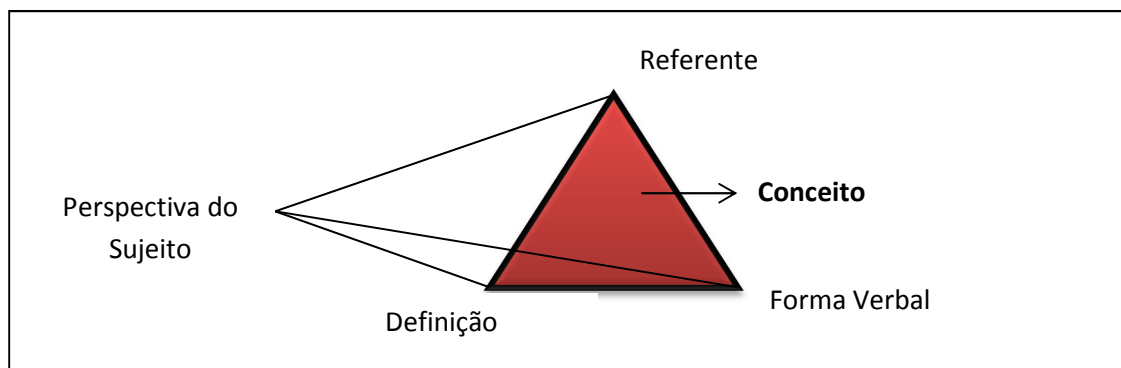 Referente
Conceito
Perspectiva do
Sujeito
Forma Verbal
Definição